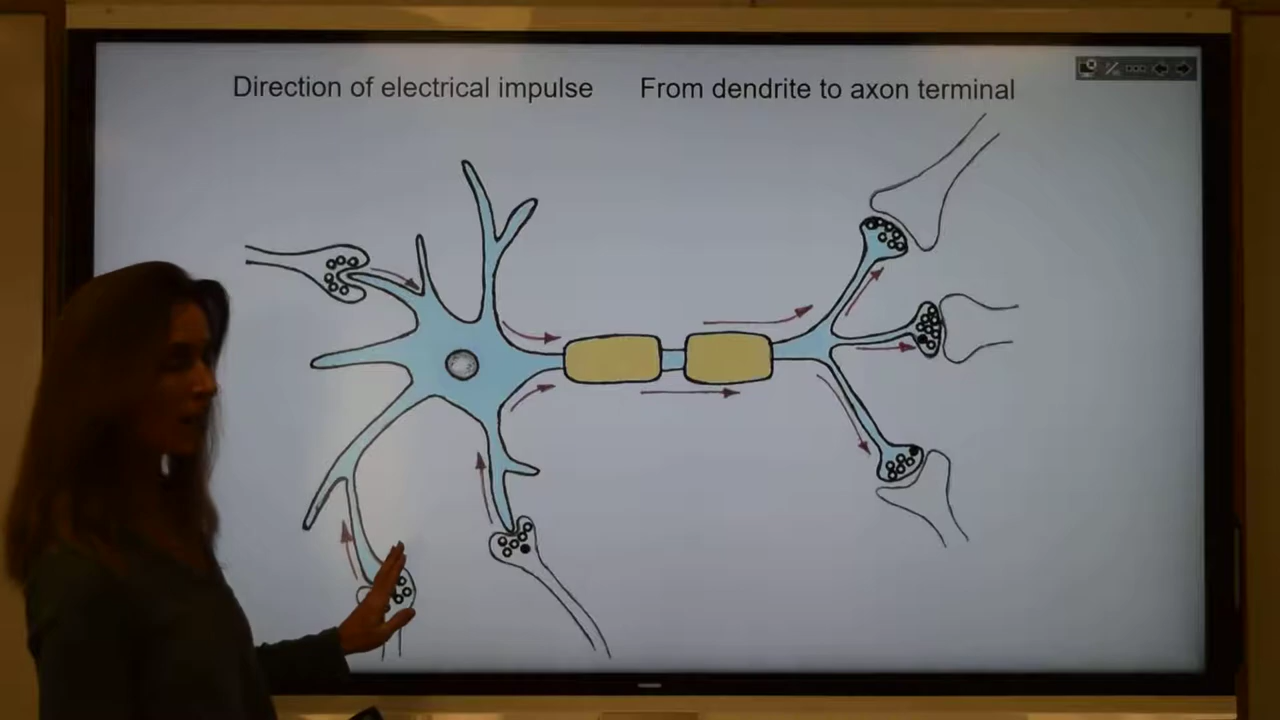 Direction of electrical impulse From dendrite to axon terminal